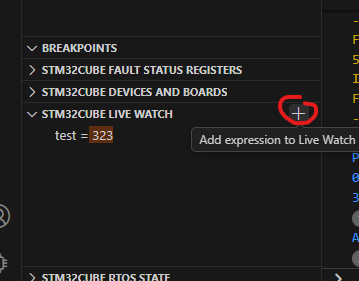 BREAKPOINTS
STM32CUBE FAULT STATUS REGISTERS
STM32CUBE DEVICES AND BOARDS
STM32CUBE LIVE WATCH
test = 323
Add expression to Live Watch
STM32CUBE RTOS STATE